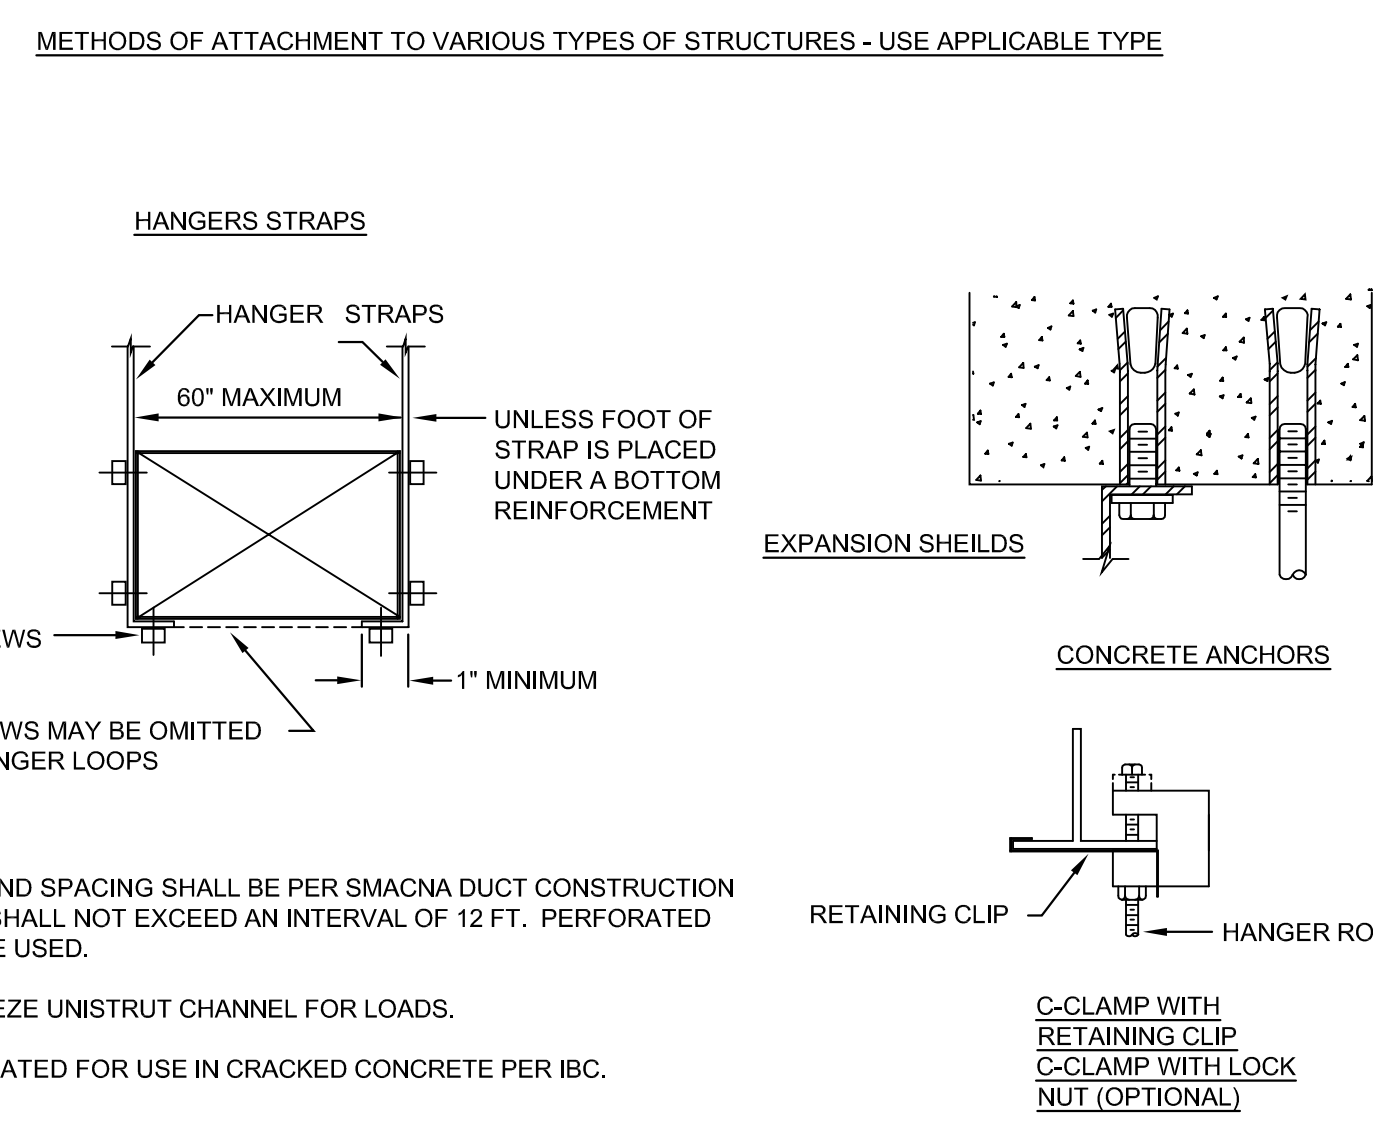 METHODS OF ATTACHMENT TO VARIOUS TYPES OF STRUCTURES - USE APPLICABLE TYPE
HANGERS STRAPS
HANGER STRAPS
60" MAXIMUM
UNLESS FOOT OF
STRAP IS PLACED
UNDER A BOTTOM
REINFORCEMENT
EWS
1" MINIMUM
EWS MAY BE OMITTED
NGER LOOPS
ND SPACING SHALL BE PER SMACNA DUCT CONSTRUCTION
SHALL NOT EXCEED AN INTERVAL OF 12 FT. PERFORATED
E USED.
EZE UNISTRUT CHANNEL FOR LOADS.
ATED FOR USE IN CRACKED CONCRETE PER IBC.
EXPANSION SHEILDS
CONCRETE ANCHORS
RETAINING CLIP
HANGER RO
C-CLAMP WITH
RETAINING CLIP
C-CLAMP WITH LOCK
NUT (OPTIONAL)